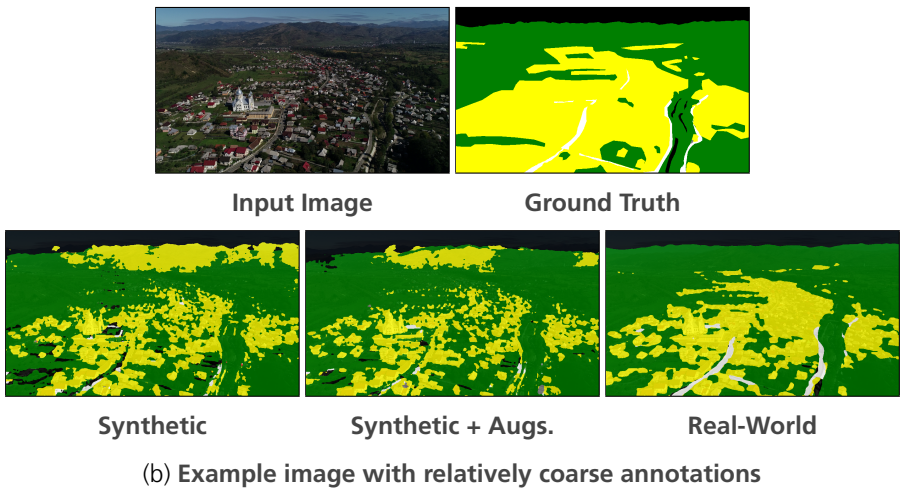 Input Image
Ground Truth
Synthetic
Synthetic + Augs.
Real-World
(b) Example image with relatively coarse annotations